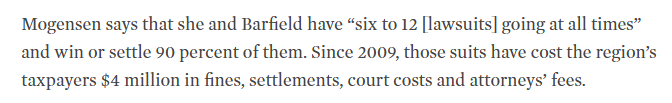 Mogensen says that she and Barfield have “six to 12 [lawsuits] going at all times”
and win or settle 90 percent of them. Since 2009, those suits have cost the region’s
taxpayers $4 million in fines, settlements, court costs and attorneys’ fees.